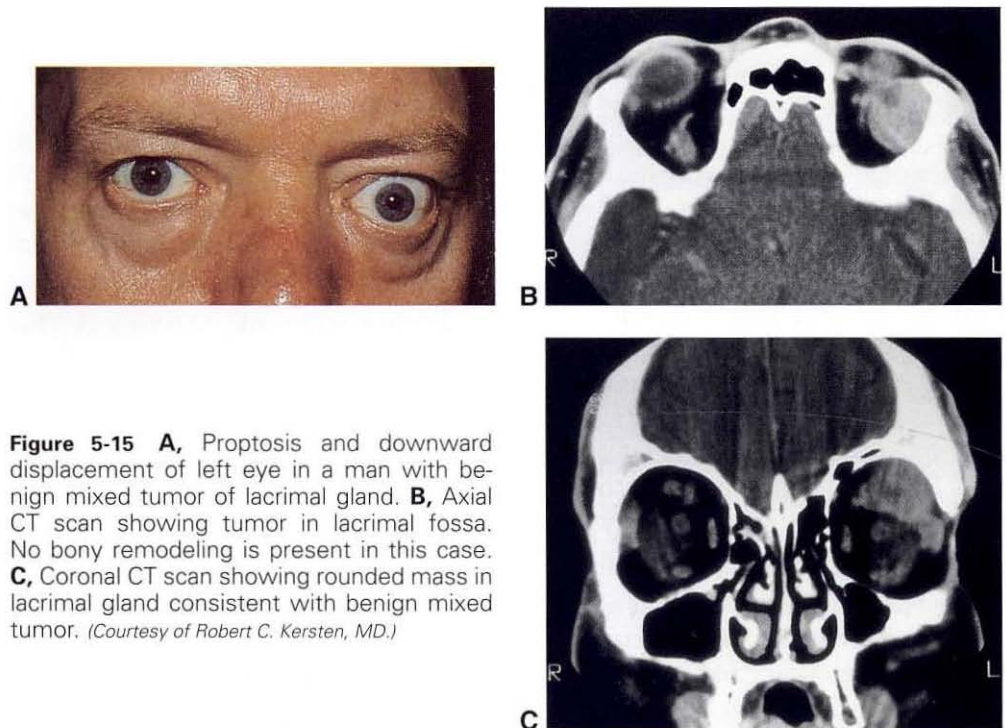 A
B
R
L
Figure 5-15 A, Proptosis and downward
displacement of left eye in a man with be-
nign mixed tumor of lacrimal gland. B, Axial
CT scan showing tumor in lacrimal fossa.
No bony remodeling is present in this case.
C, Coronal CT scan showing rounded mass in
lacrimal gland consistent with benign mixed
tumor. (Courtesy of Robert C. Kersten, MD.)
R
L
C